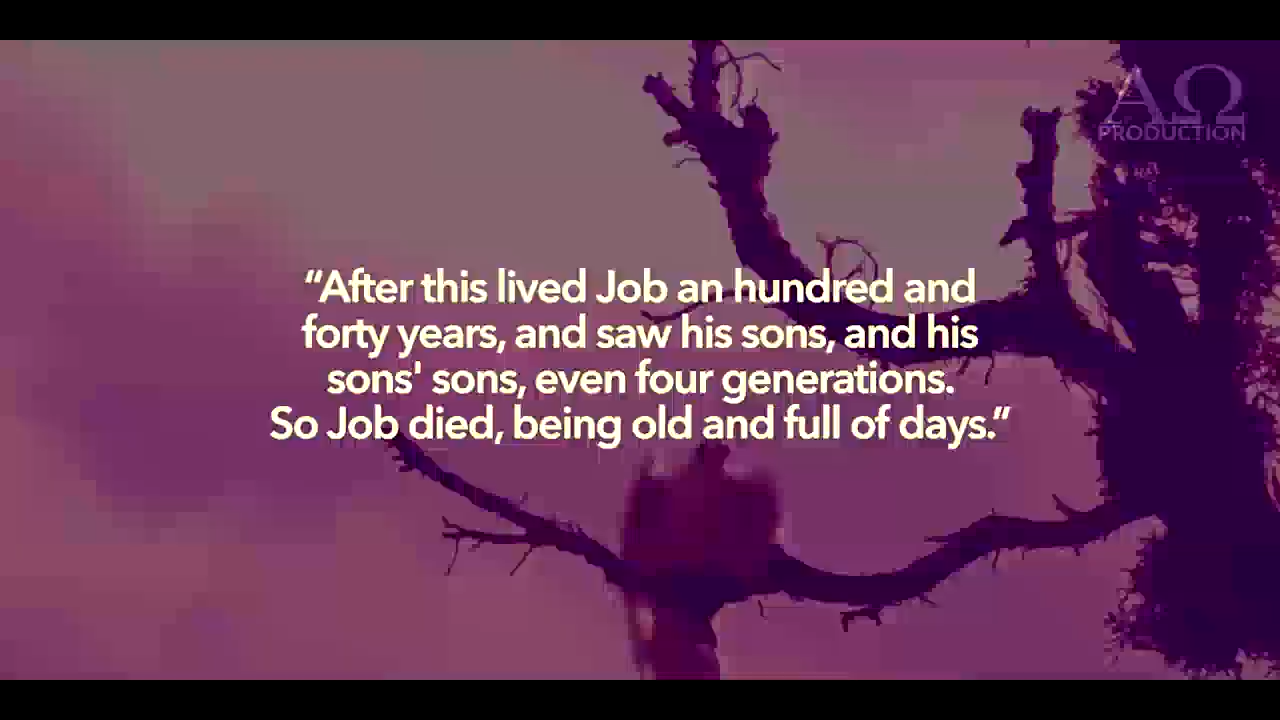 ΑΩ
PRODUCTION
“After this lived Job an hundred and
forty years, and saw his sons, and his
sons' sons, even four generations.
So Job died, being old and full of days.”